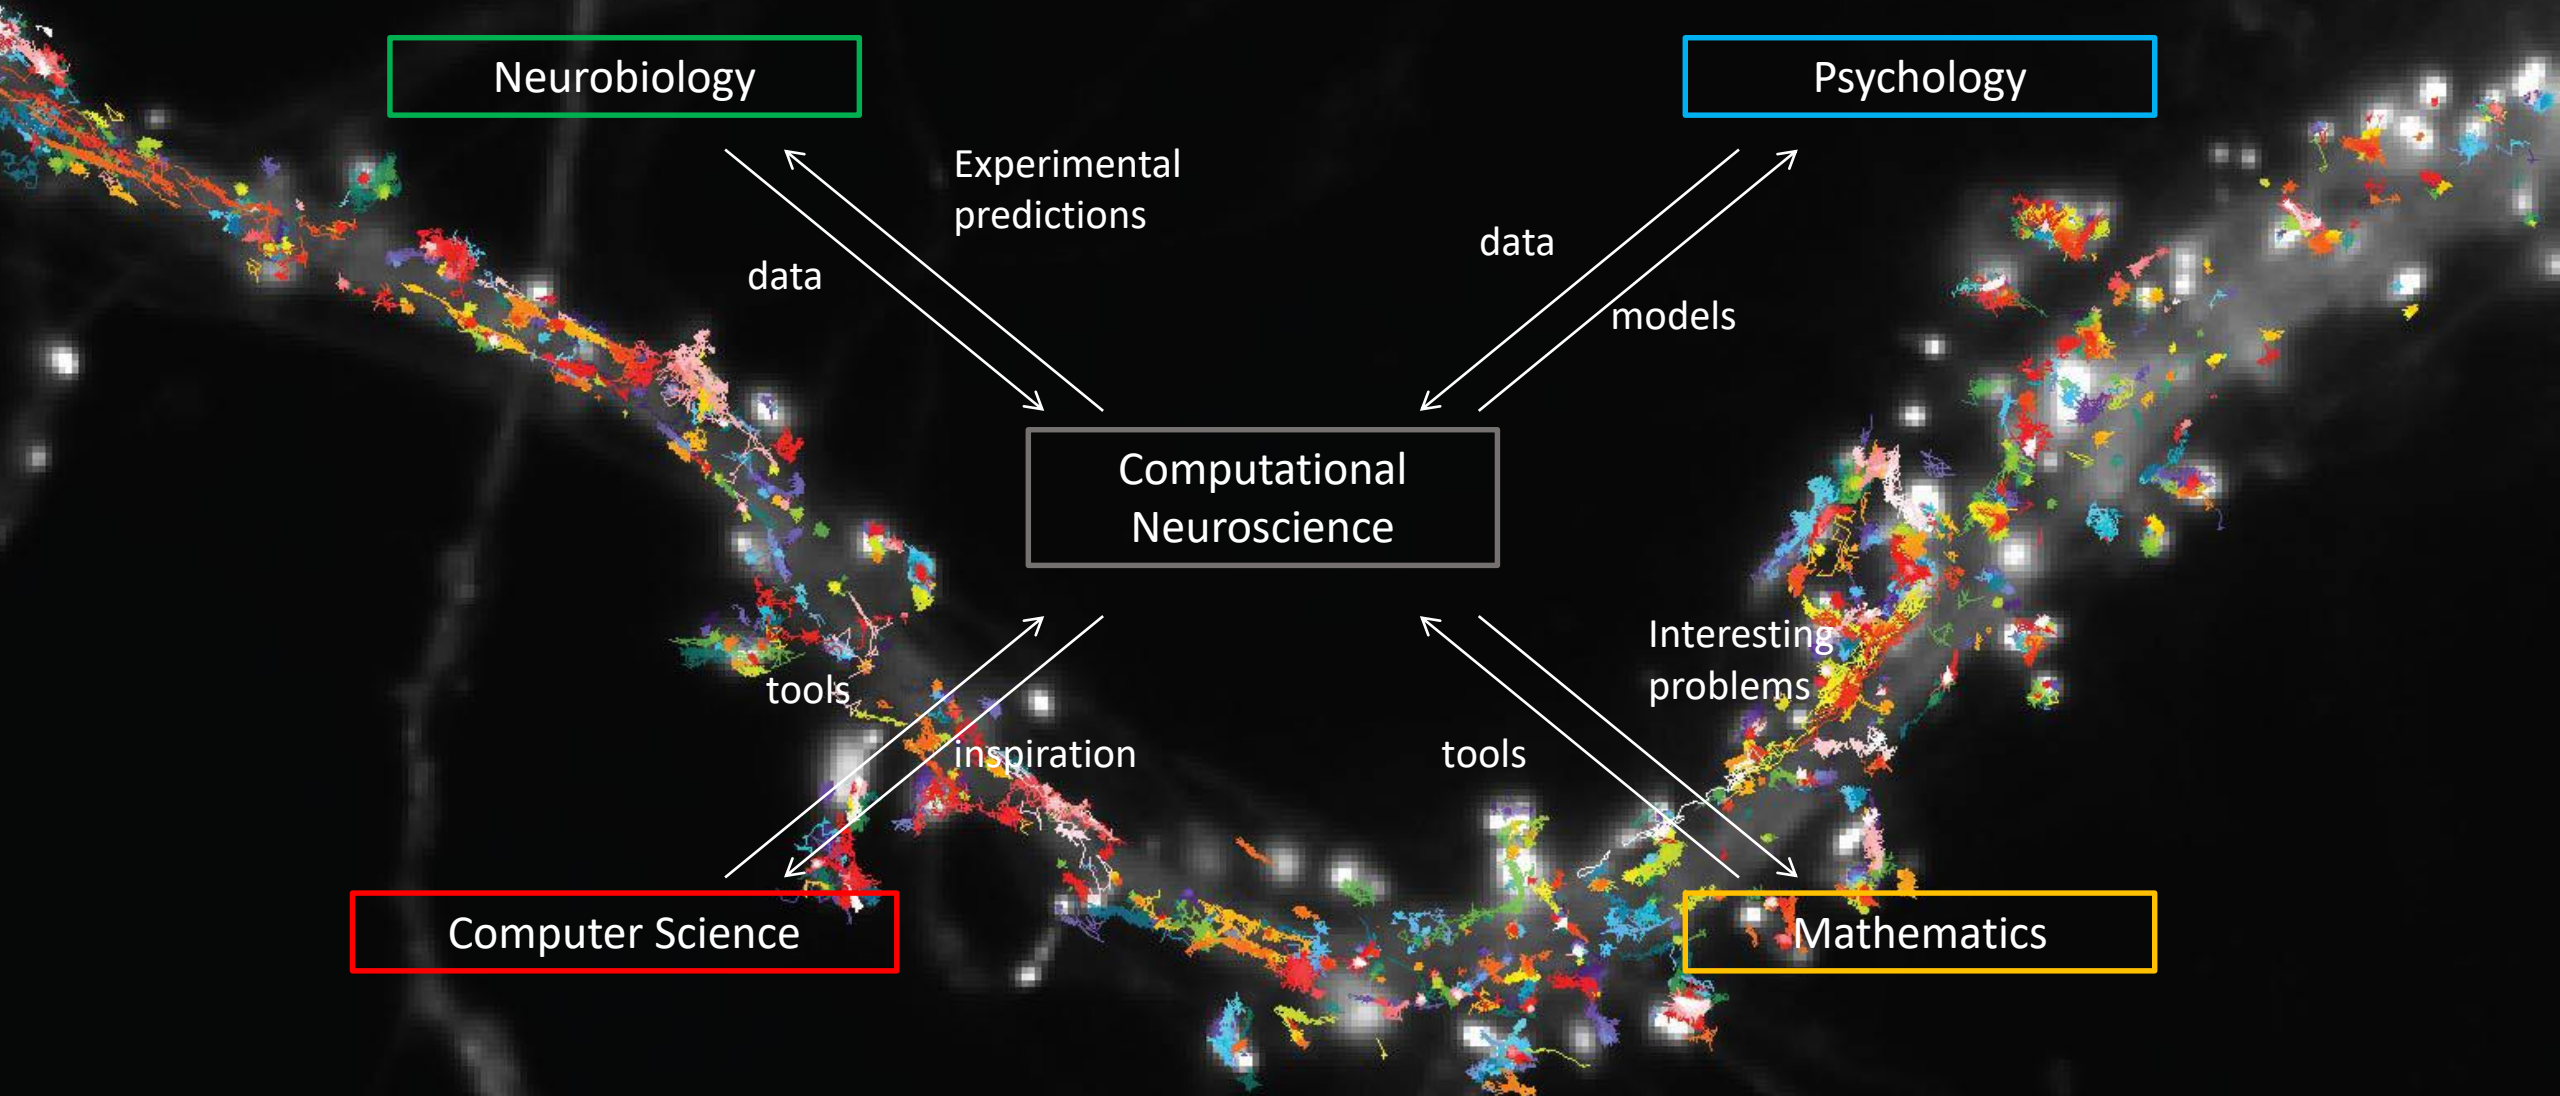 Neurobiology
Psychology
Experimental
predictions
data
data
models
Computational
Neuroscience
Interesting
problems
tools
inspiration
tools
Computer Science
Mathematics